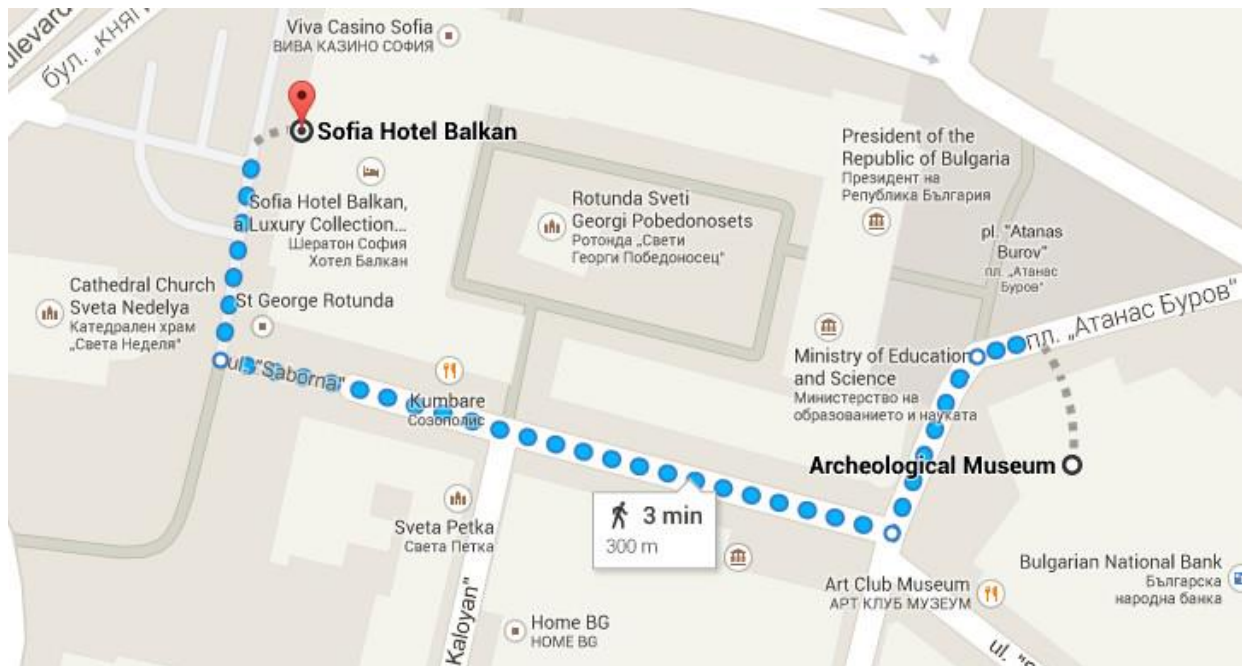 бул. „КНЯГ
Viva Casino Sofia
ВИВА КАЗИНО СОФИЯ
Sofia Hotel Balkan
Sofia Hotel Balkan,
a Luxury Collection...
Шератон София
Хотел Балкан
Rotunda Sveti
Georgi Pobedonosets
Ротонда „Свети
Георги Победоносец"
President of the
Republic of Bulgaria
Президент на
Република България
pl. "Atanas
Burov"
пл. „Атанас
Буров"
Cathedral Church
Sveta Nedelya
Катедрален храм
„Света Неделя"
St George Rotunda
ul. "Saborna"
Kumbare
Созополис
Ministry of Education
and Science
Министерство на
образованието и науката
пл. „Атанас Буров"
Archeological Museum
3 min
300 m
Sveta Petka
Света Петка
Kaloyan"
Home BG
HOME BG
Art Club Museum
АРТ КЛУБ МУЗЕУМ
Bulgarian National Bank
Българска
народна банка
ul.